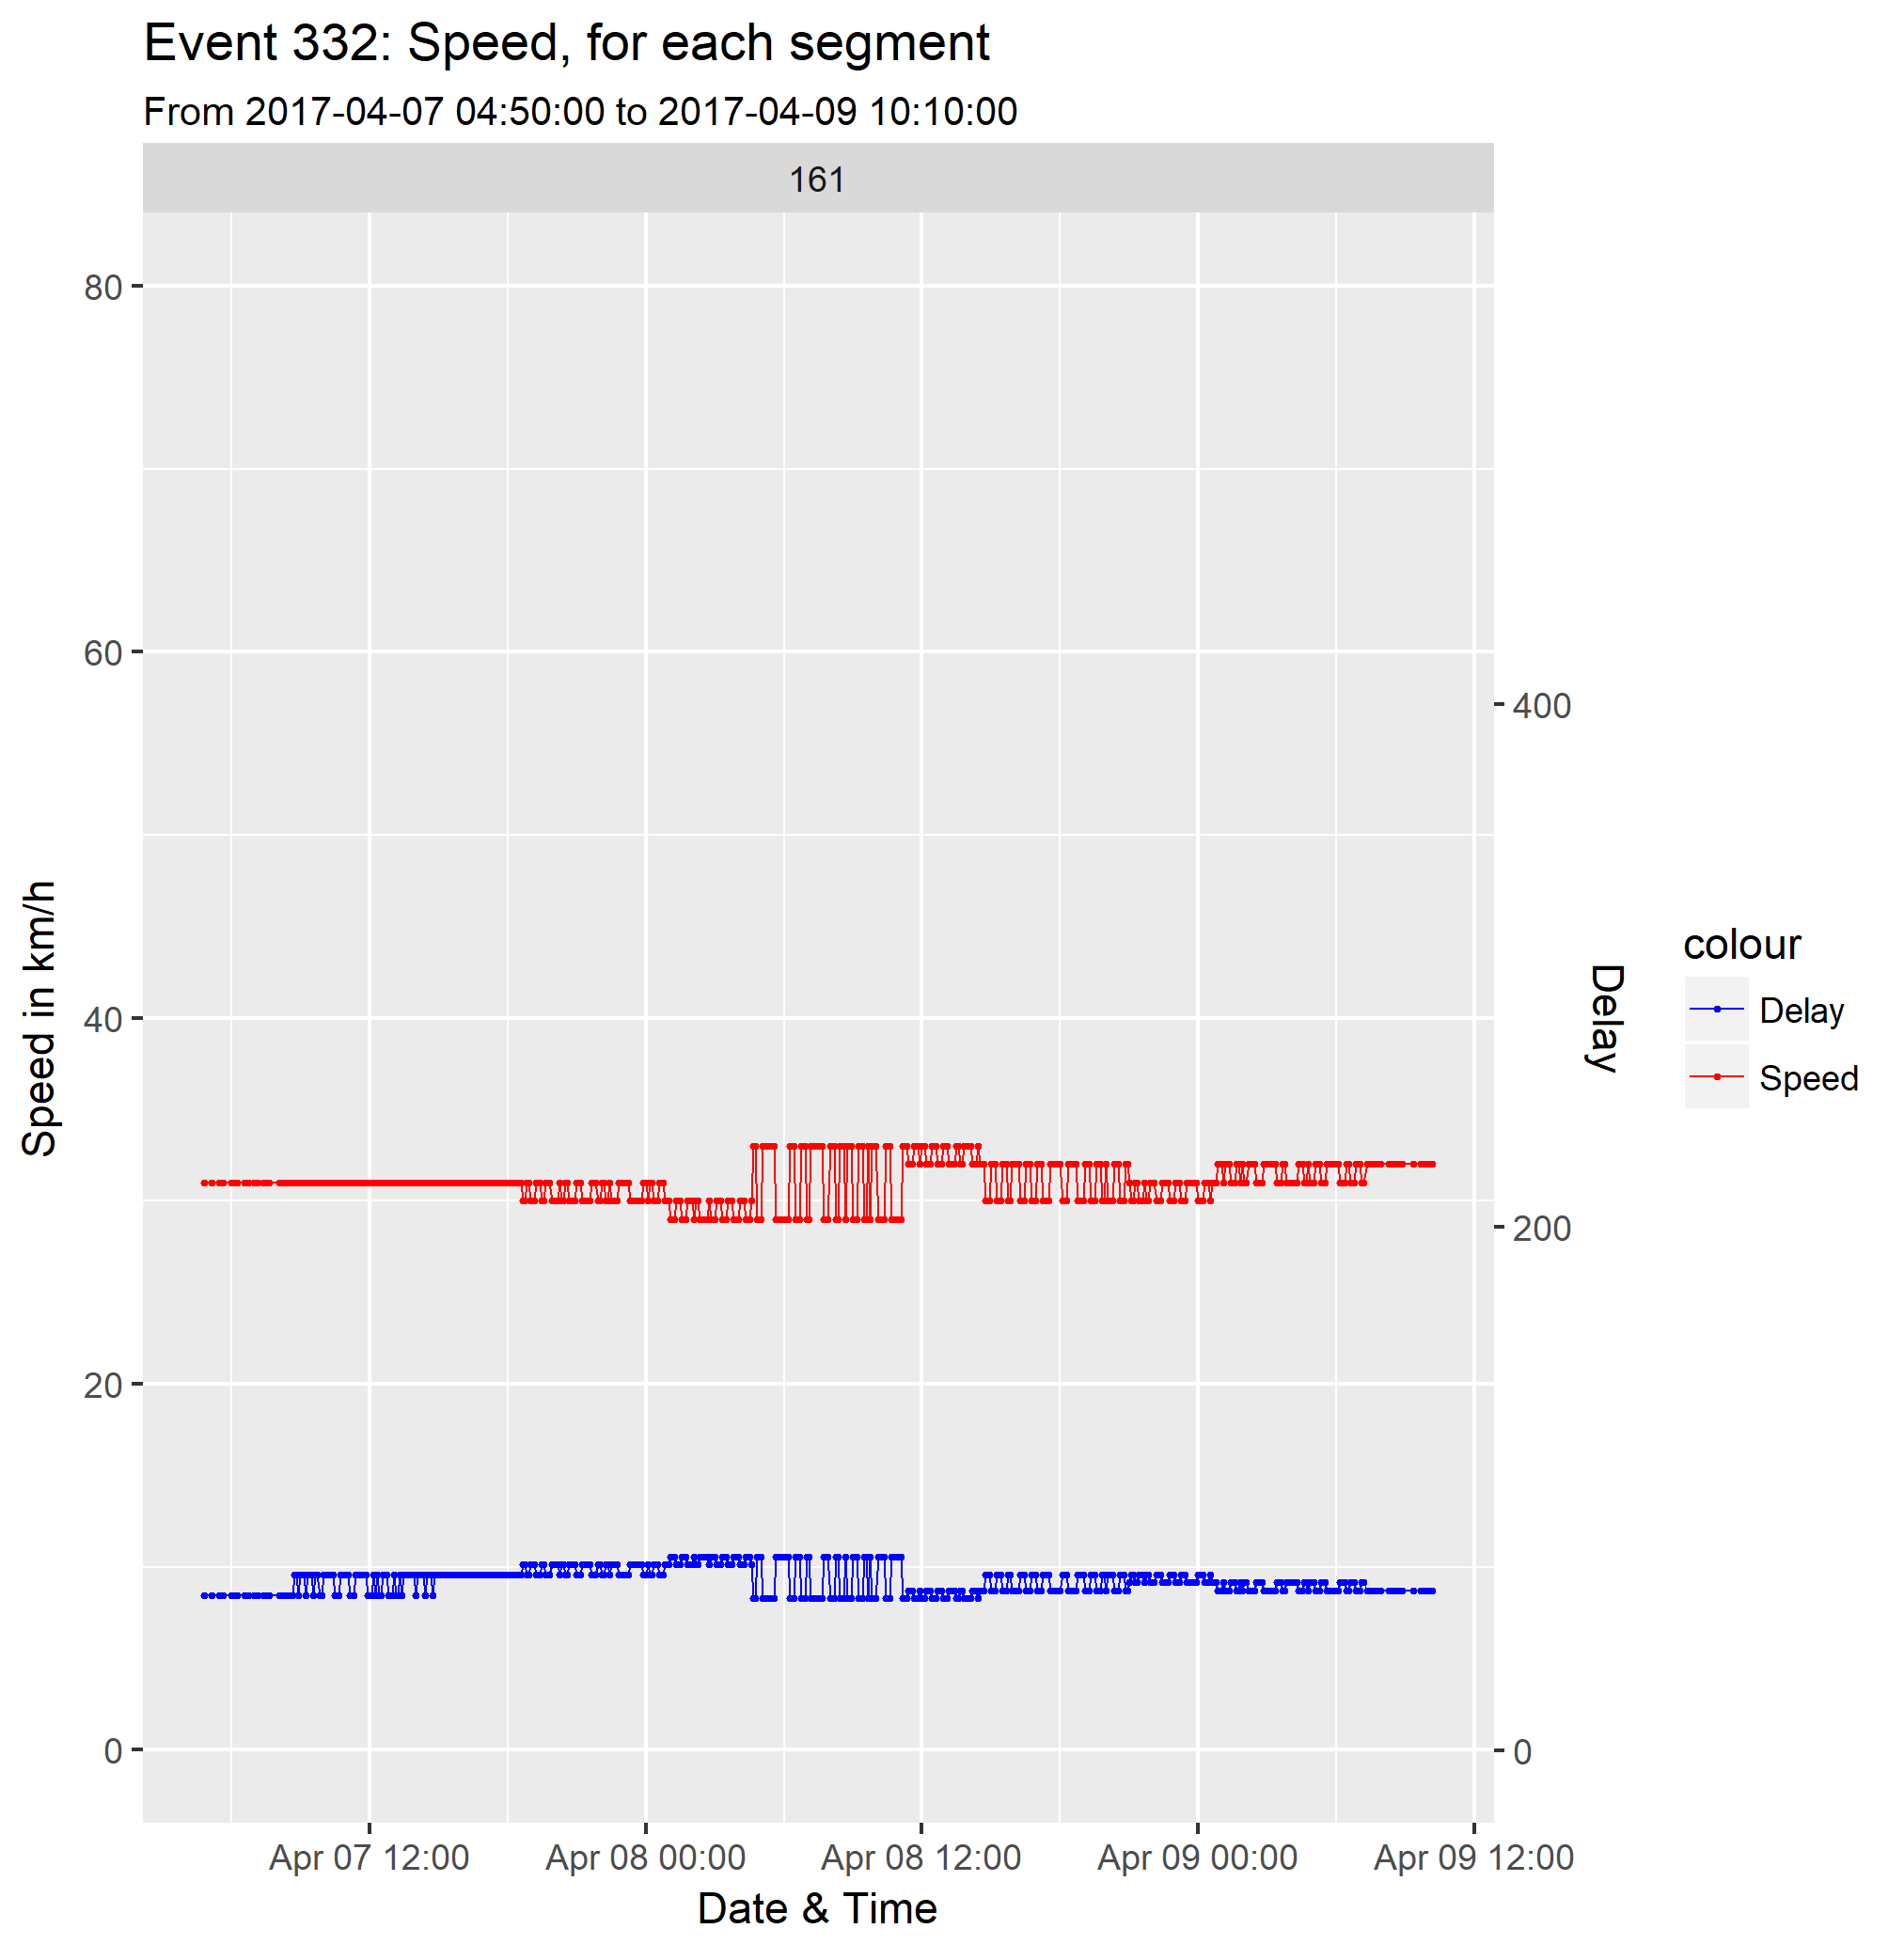 Event 332: Speed, for each segment
From 2017-04-07 04:50:00 to 2017-04-09 10:10:00
161
80
60
40
20
0
Speed in km/h
400
200
0
Delay
colour
Delay
Speed
Apr 07 12:00
Apr 08 00:00
Apr 08 12:00
Apr 09 00:00
Apr 09 12:00
Date & Time